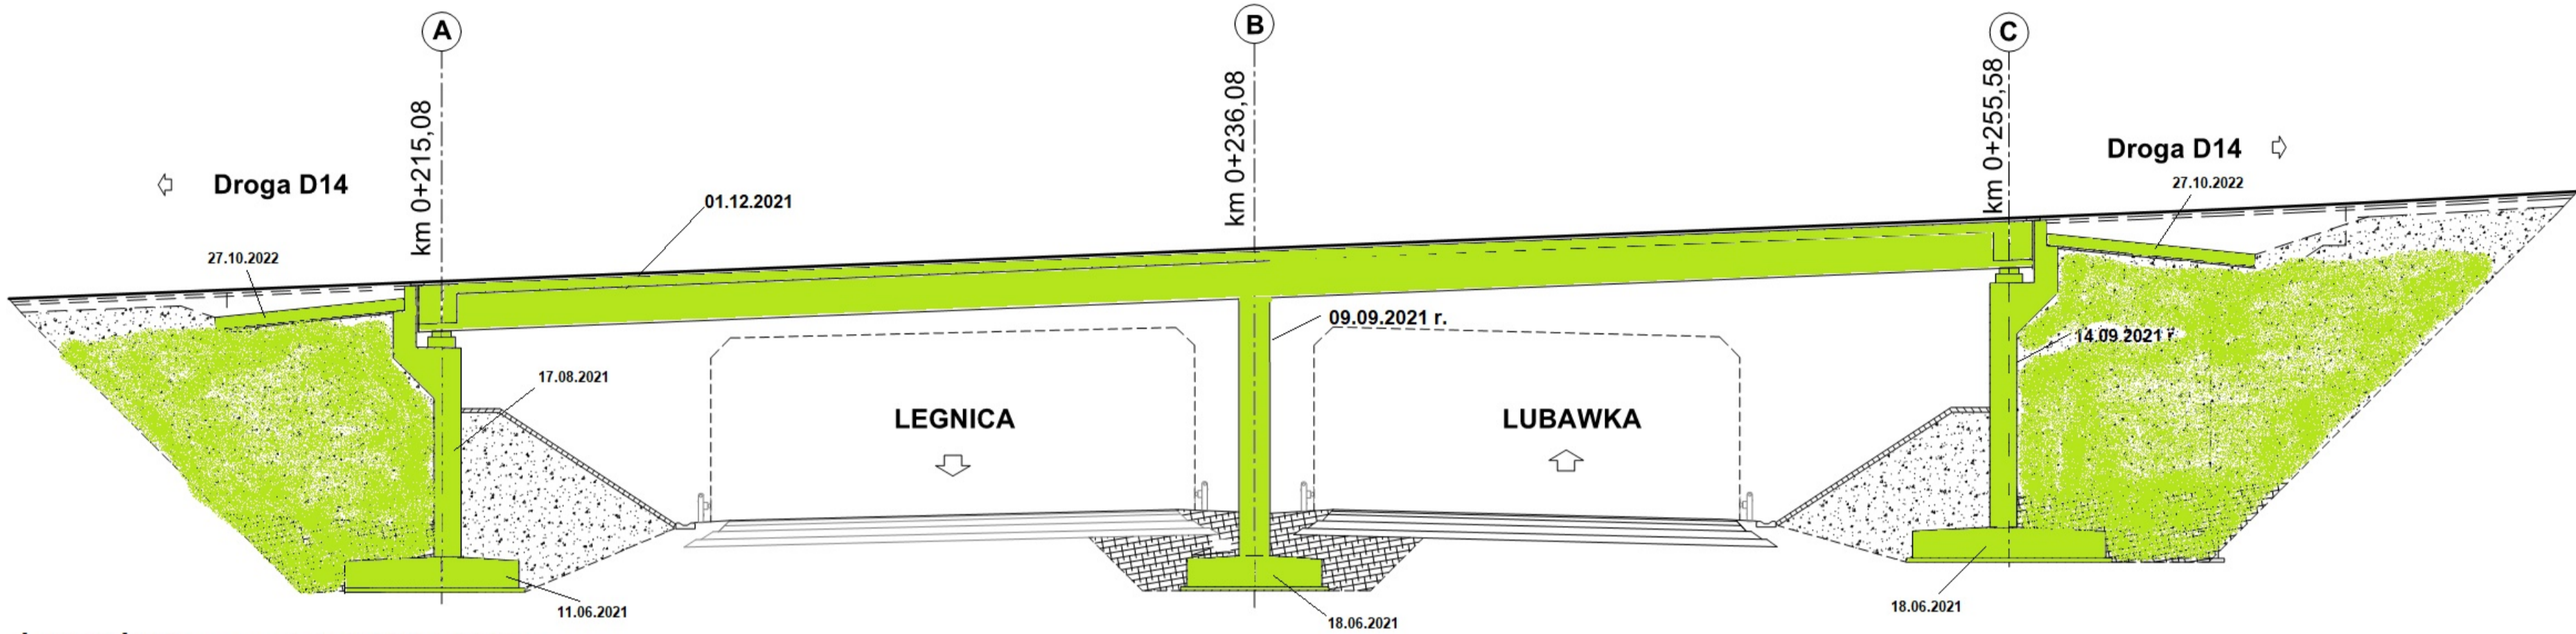 A
B
C
km 0+215,08
km 0+236,08
km 0+255,58
Droga D14
Droga D14
27.10.2022
01.12.2021
27.10.2022
09.09.2021 r.
14.09.2021 r.
17.08.2021
LEGNICA
LUBAWKA
11.06.2021
18.06.2021
18.06.2021